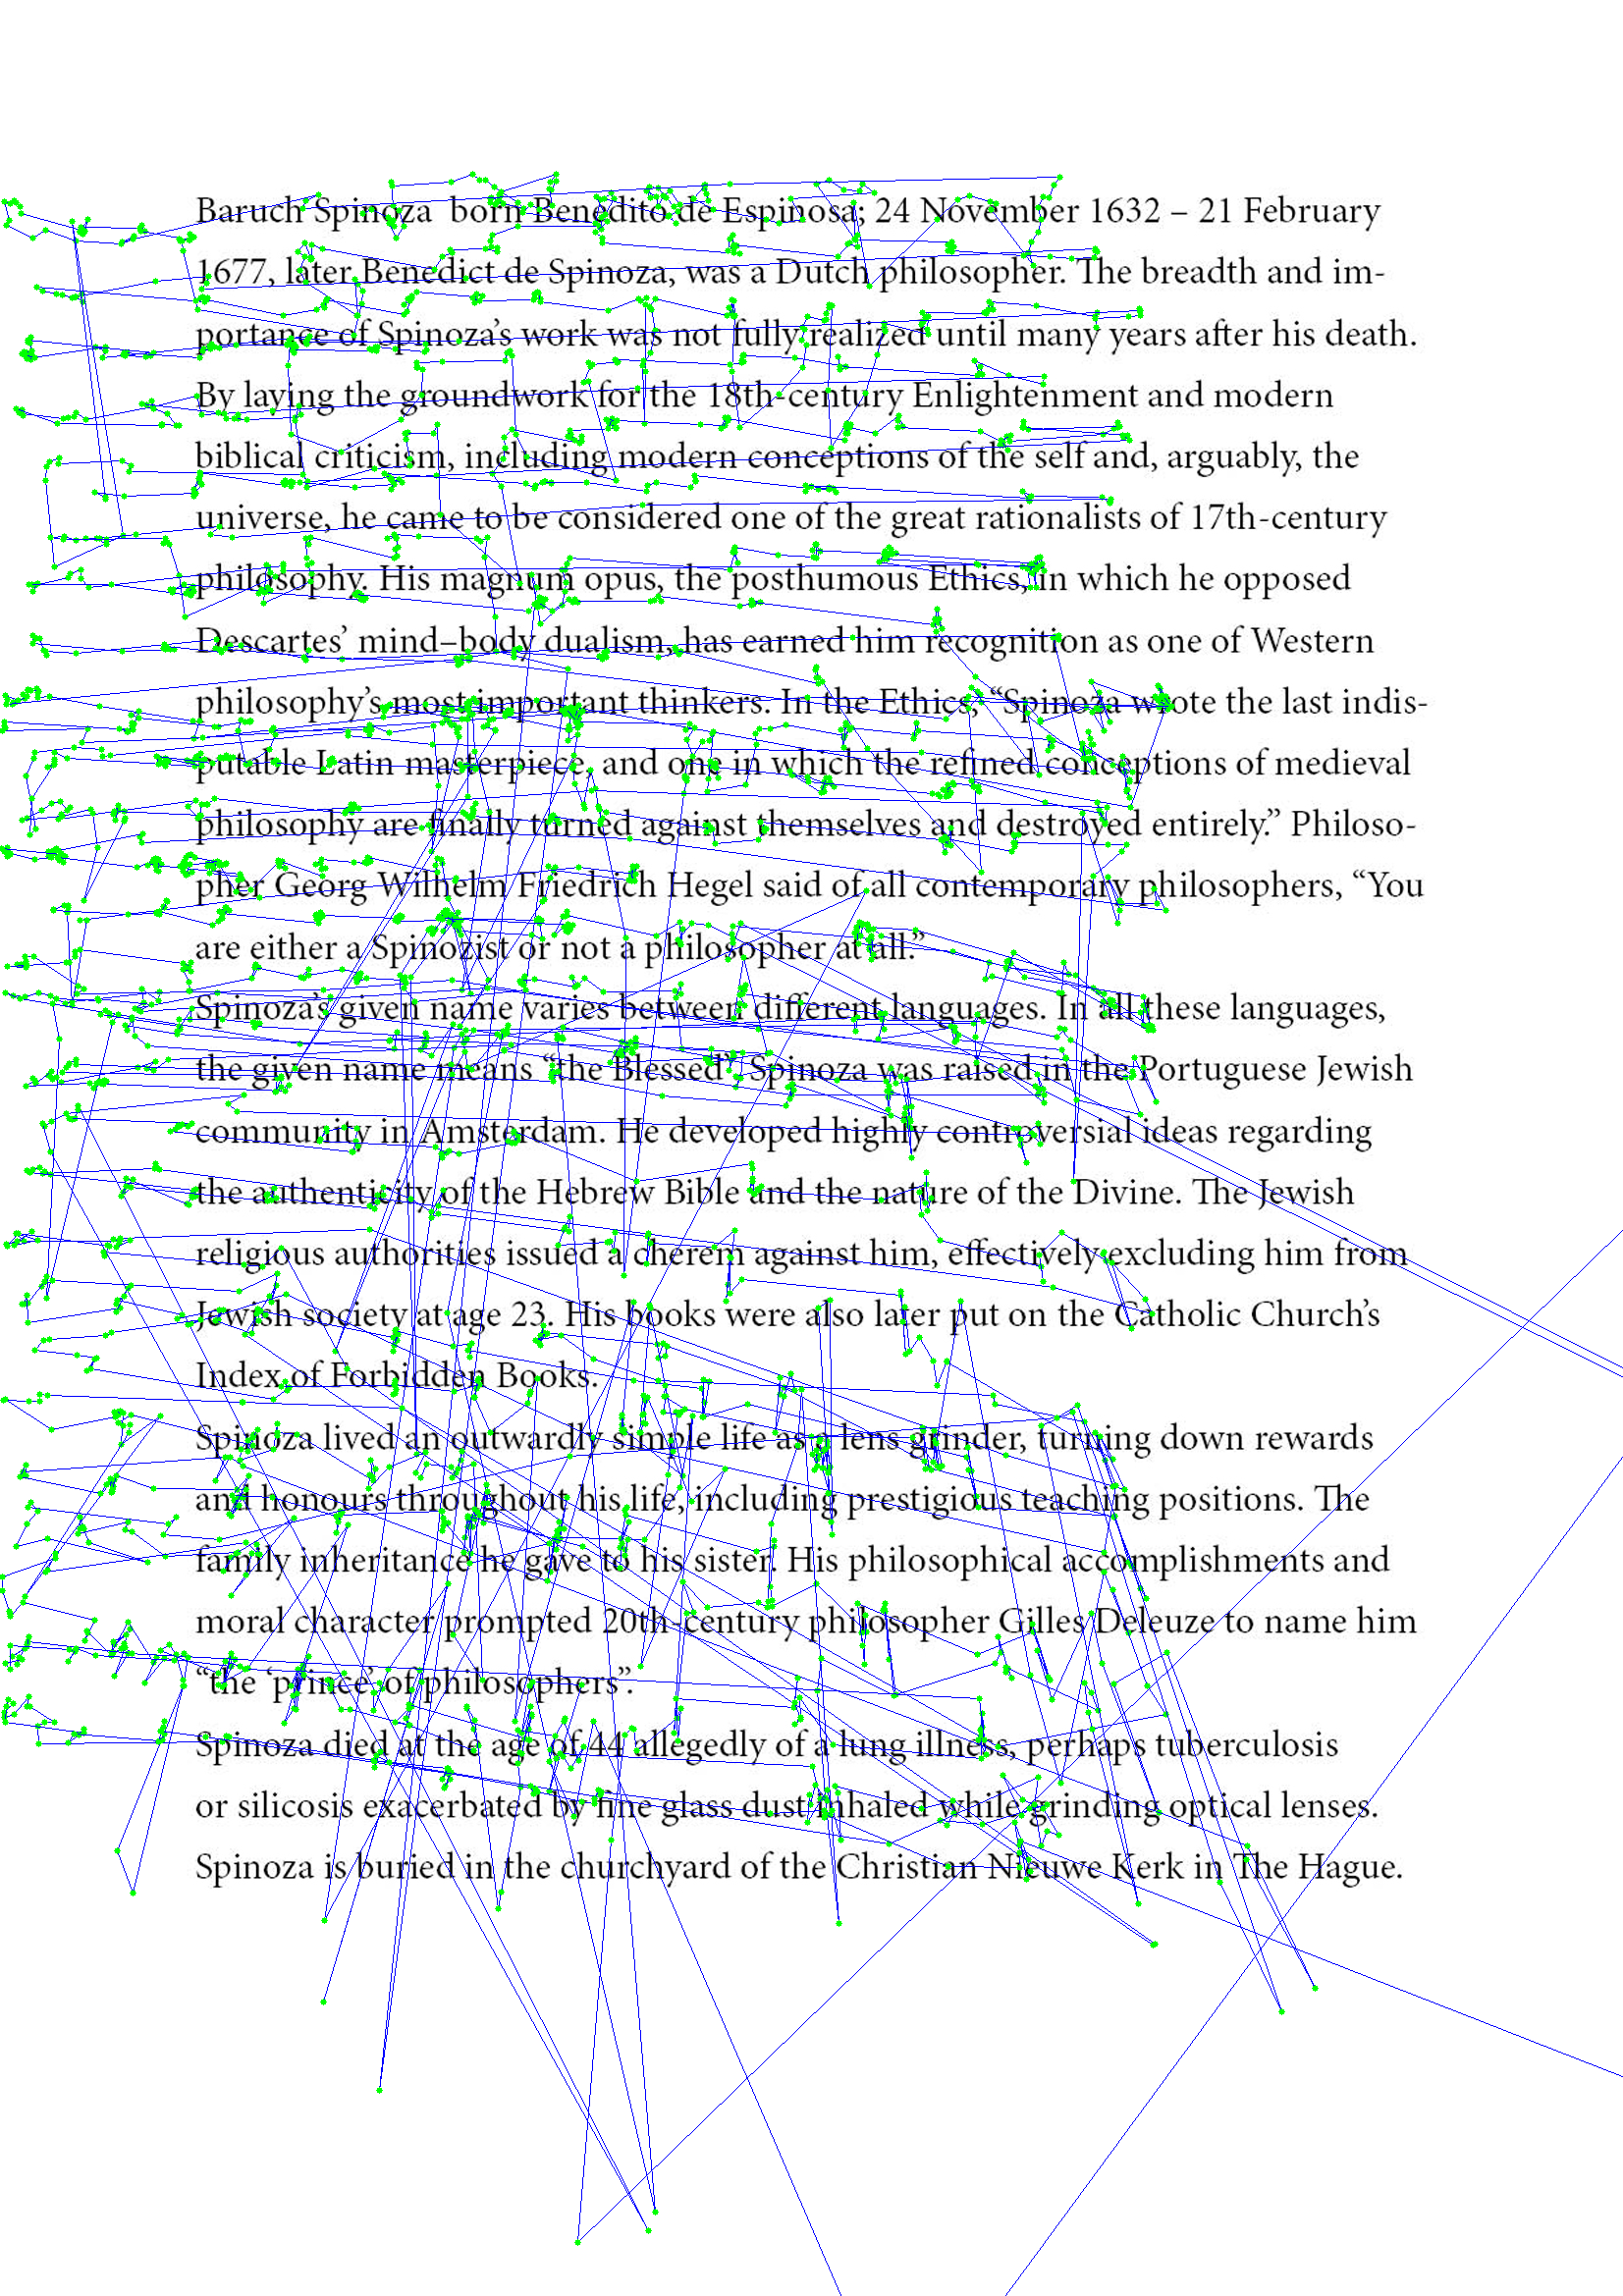 Baruch Spinoza  born Benedito de Espinosa; 24 November 1632 – 21 February
1677, later Benedict de Spinoza, was a Dutch philosopher. The breadth and im-
portance of Spinoza’s work was not fully realized until many years after his death.
By laying the groundwork for the 18th-century Enlightenment and modern
biblical criticism, including modern conceptions of the self and, arguably, the
universe, he came to be considered one of the great rationalists of 17th-century
philosophy. His magnum opus, the posthumous Ethics, in which he opposed
Descartes’ mind–body dualism, has earned him recognition as one of Western
philosophy’s most important thinkers. In the Ethics, “Spinoza wrote the last indis-
putable Latin masterpiece, and one in which the refined conceptions of medieval
philosophy are finally turned against themselves and destroyed entirely.” Philoso-
pher Georg Wilhelm Friedrich Hegel said of all contemporary philosophers, “You
are either a Spinozist or not a philosopher at all.”
Spinoza’s given name varies between different languages. In all these languages,
the given name means “the Blessed”. Spinoza was raised in the Portuguese Jewish
community in Amsterdam. He developed highly controversial ideas regarding
the authenticity of the Hebrew Bible and the nature of the Divine. The Jewish
religious authorities issued a cherem against him, effectively excluding him from
Jewish society at age 23. His books were also later put on the Catholic Church’s
Index of Forbidden Books.
Spinoza lived an outwardly simple life as a lens grinder, turning down rewards
and honours throughout his life, including prestigious teaching positions. The
family inheritance he gave to his sister. His philosophical accomplishments and
moral character prompted 20th-century philosopher Gilles Deleuze to name him
“the ‘prince’ of philosophers”.
Spinoza died at the age of 44 allegedly of a lung illness, perhaps tuberculosis
or silicosis exacerbated by fine glass dust inhaled while grinding optical lenses.
Spinoza is buried in the churchyard of the Christian Nieuwe Kerk in The Hague.